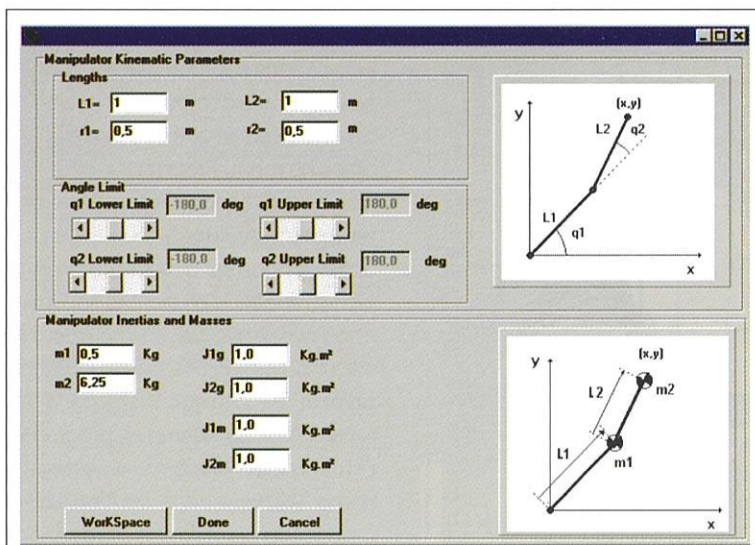 Manipulator Kinematic Parameters
Lengths
L1= 1 m L2= 1 m
r1= 0,5 m r2= 0,5 m
Angle Limit
q1 Lower Limit -180,0 deg q1 Upper Limit 180,0 deg
q2 Lower Limit -180,0 deg q2 Upper Limit 180,0 deg
y
(x,y)
L2
q2
L1
q1
x
Manipulator Inertias and Masses
m1 0,5 Kg J1g 1,0 Kg.m²
m2 6,25 Kg J2g 1,0 Kg.m²
J1m 1,0 Kg.m²
J2m 1,0 Kg.m²
y
(x,y)
L2
m2
L1
m1
x
WorKSpace Done Cancel